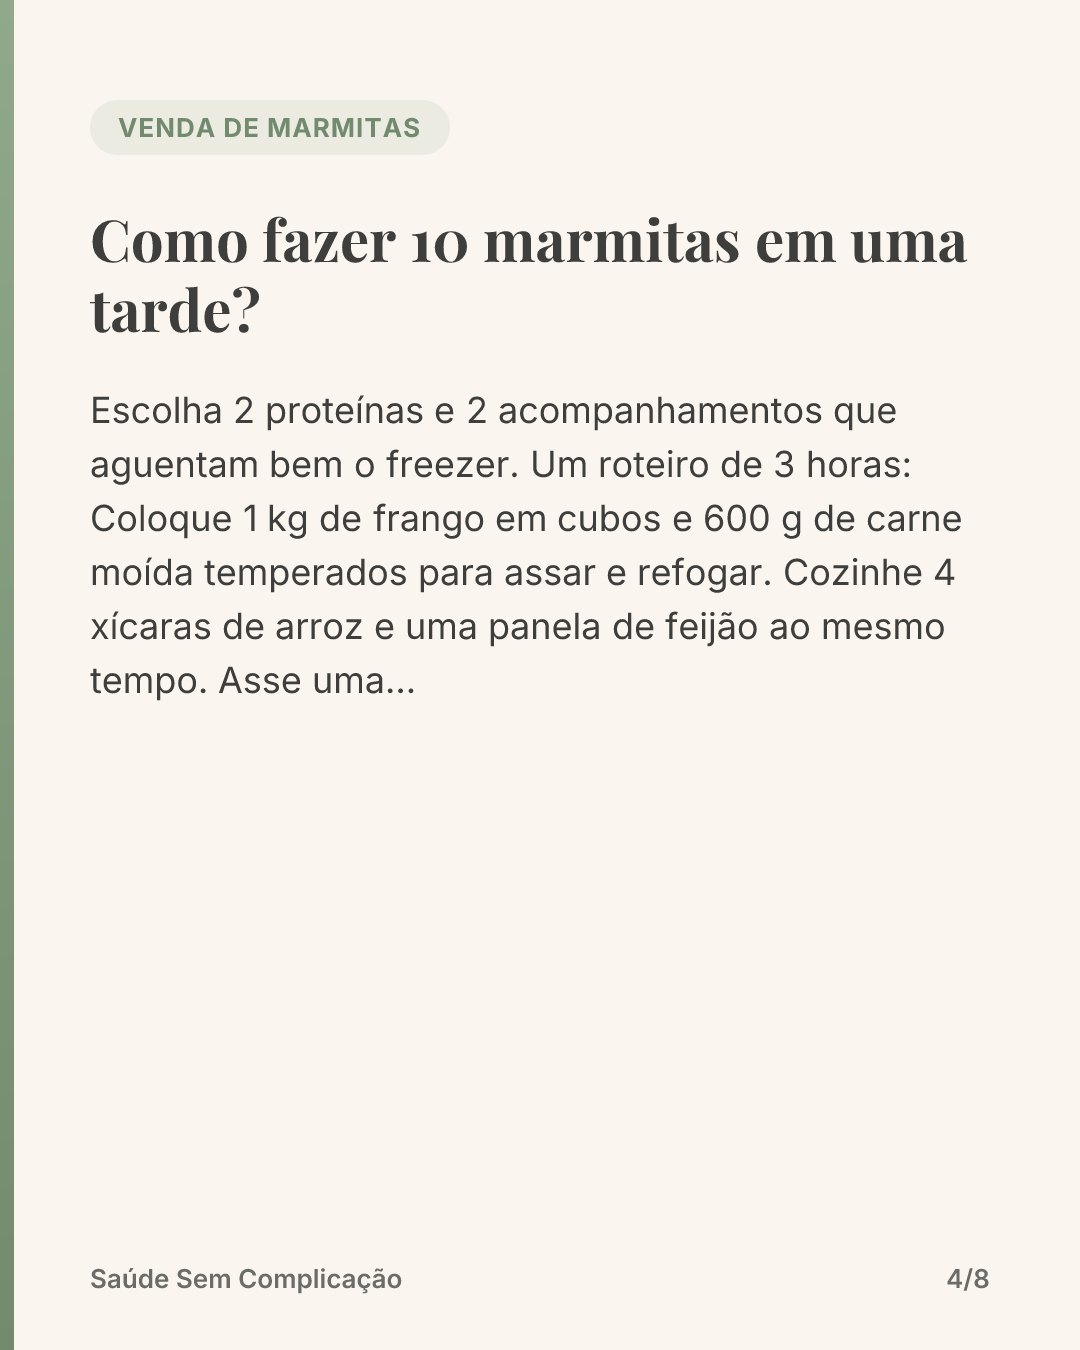 VENDA DE MARMITAS
Como fazer 10 marmitas em uma
tarde?
Escolha 2 proteínas e 2 acompanhamentos que
aguentam bem o freezer. Um roteiro de 3 horas:
Coloque 1 kg de frango em cubos e 600 g de carne
moída temperados para assar e refogar. Cozinhe 4
xícaras de arroz e uma panela de feijão ao mesmo
tempo. Asse uma...
Saúde Sem Complicação
4/8